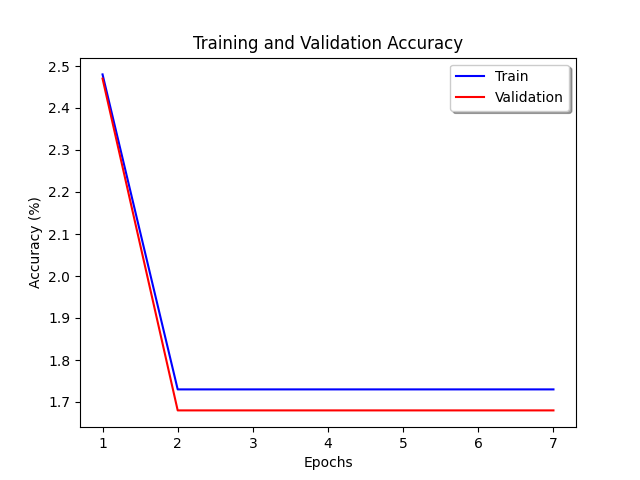 Training and Validation Accuracy
Train
Validation
Accuracy (%)
2.5
2.4
2.3
2.2
2.1
2.0
1.9
1.8
1.7
1 2 3 4 5 6 7
Epochs